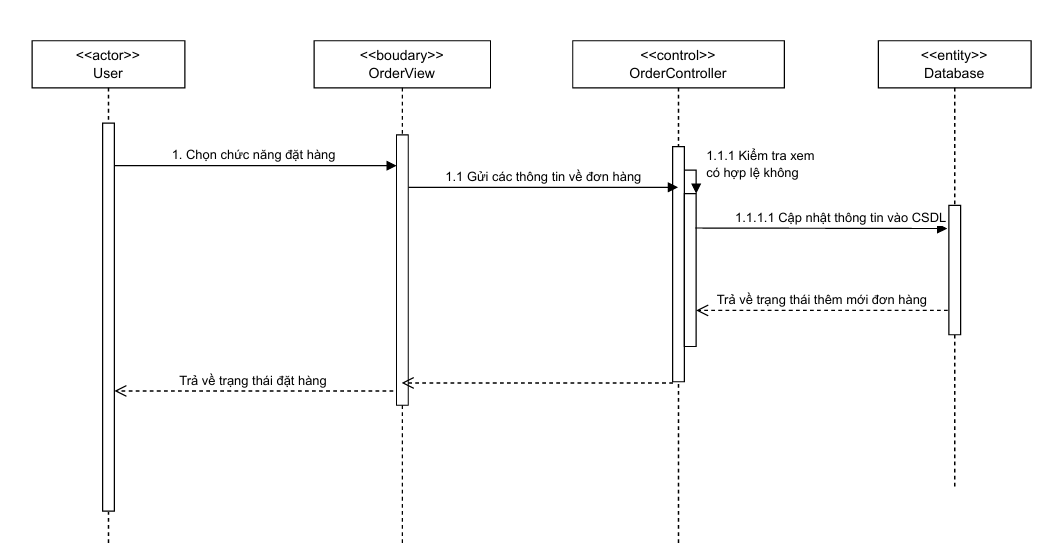 <<actor>>
User
<<boudary>>
OrderView
<<control>>
OrderController
<<entity>>
Database
1. Chọn chức năng đặt hàng
1.1 Gửi các thông tin về đơn hàng
1.1.1 Kiểm tra xem
có hợp lệ không
1.1.1.1 Cập nhật thông tin vào CSDL
Trả về trạng thái thêm mới đơn hàng
Trả về trạng thái đặt hàng